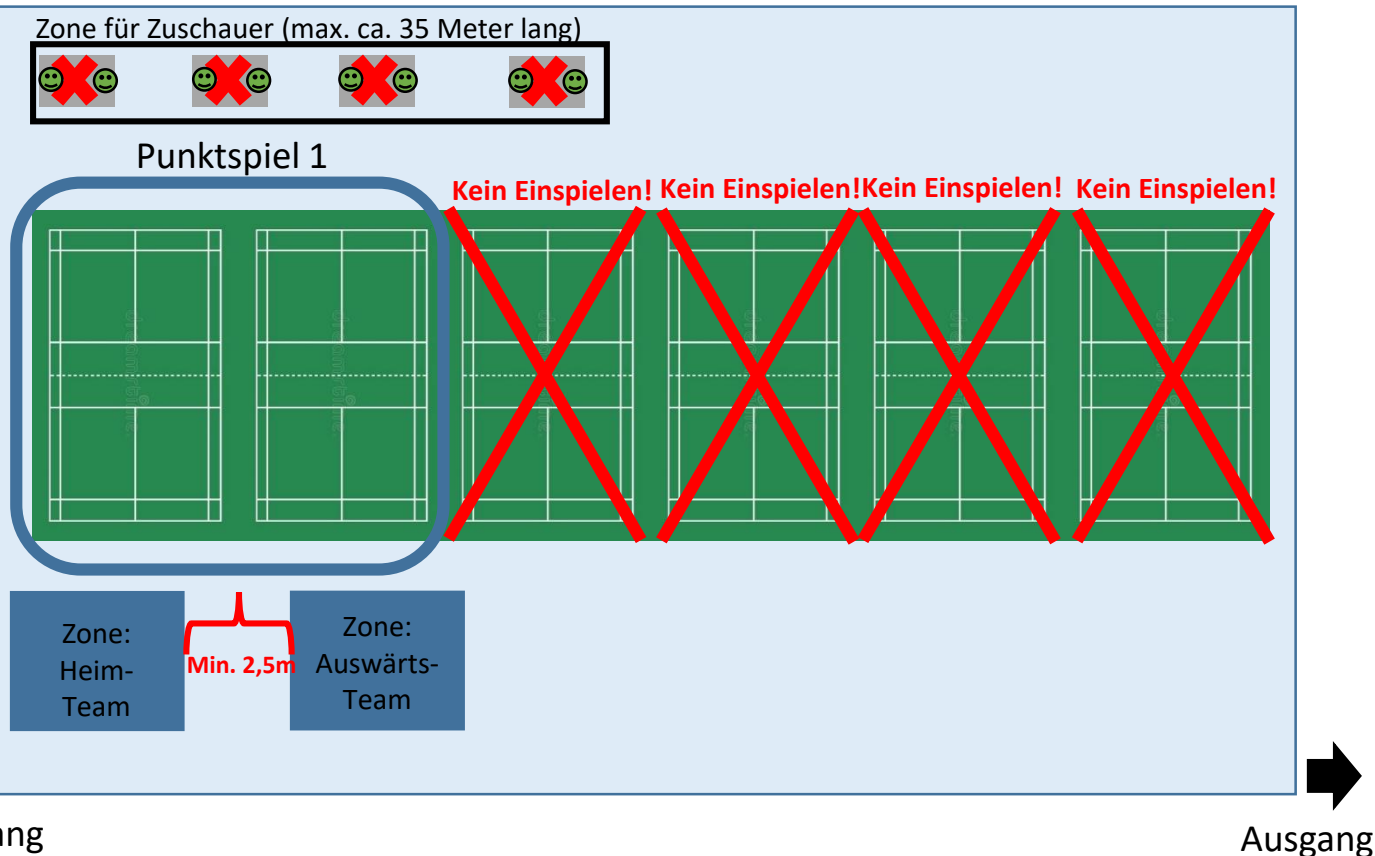 Zone für Zuschauer (max. ca. 35 Meter lang)
Punktspiel 1
Kein Einspielen! Kein Einspielen! Kein Einspielen! Kein Einspielen!
Zone:
Heim-
Team
Min. 2,5m
Zone:
Auswärts-
Team
ang
Ausgang